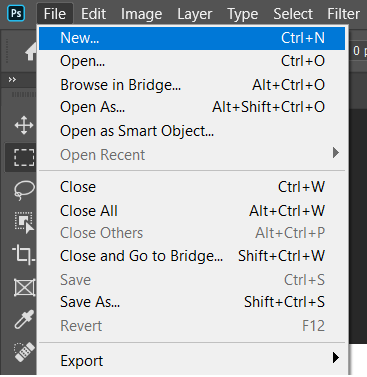 Ps File Edit Image Layer Type Select Filter
New... Ctrl+N
Open... Ctrl+O
Browse in Bridge... Alt+Ctrl+O
Open As... Alt+Shift+Ctrl+O
Open as Smart Object...
Open Recent
Close Ctrl+W
Close All Alt+Ctrl+W
Close Others Alt+Ctrl+P
Close and Go to Bridge... Shift+Ctrl+W
Save Ctrl+S
Save As... Shift+Ctrl+S
Revert F12
Export
0 p